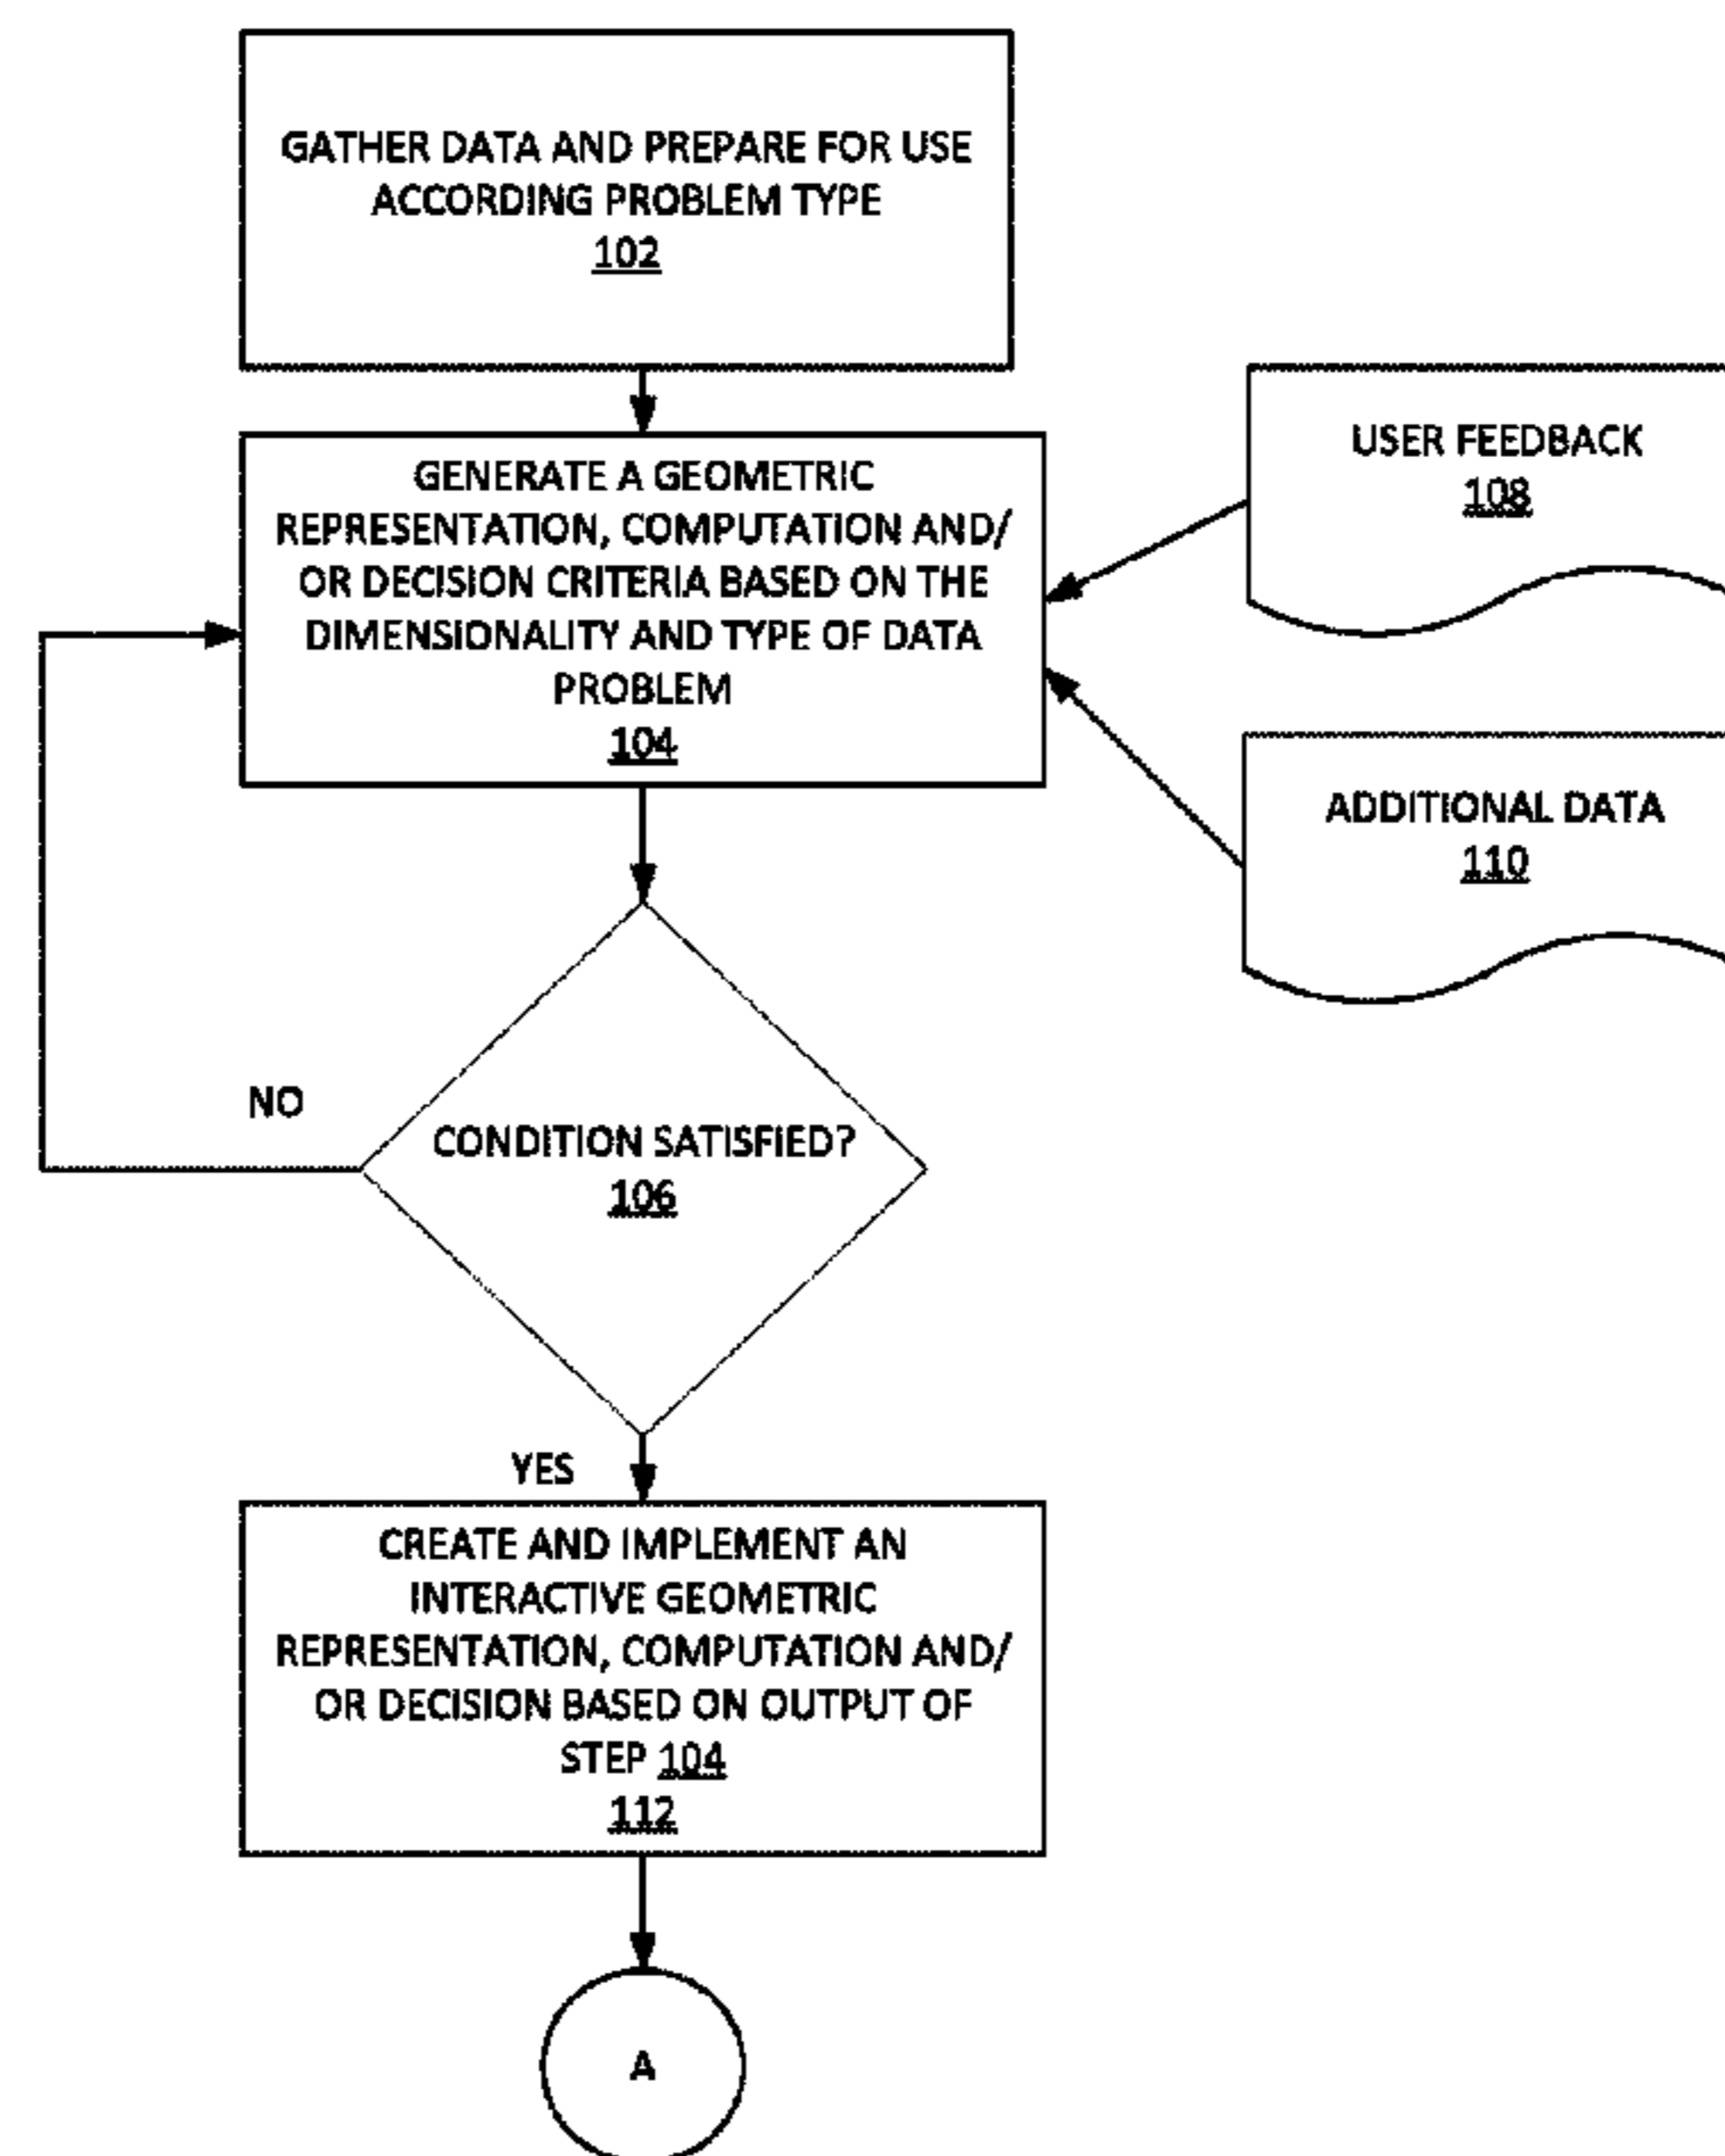 GATHER DATA AND PREPARE FOR USE
ACCORDING PROBLEM TYPE
102
GENERATE A GEOMETRIC
REPRESENTATION, COMPUTATION AND/
OR DECISION CRITERIA BASED ON THE
DIMENSIONALITY AND TYPE OF DATA
PROBLEM
104
USER FEEDBACK
108
ADDITIONAL DATA
110
NO
CONDITION SATISFIED?
106
YES
CREATE AND IMPLEMENT AN
INTERACTIVE GEOMETRIC
REPRESENTATION, COMPUTATION AND/
OR DECISION BASED ON OUTPUT OF
STEP 104
112
A